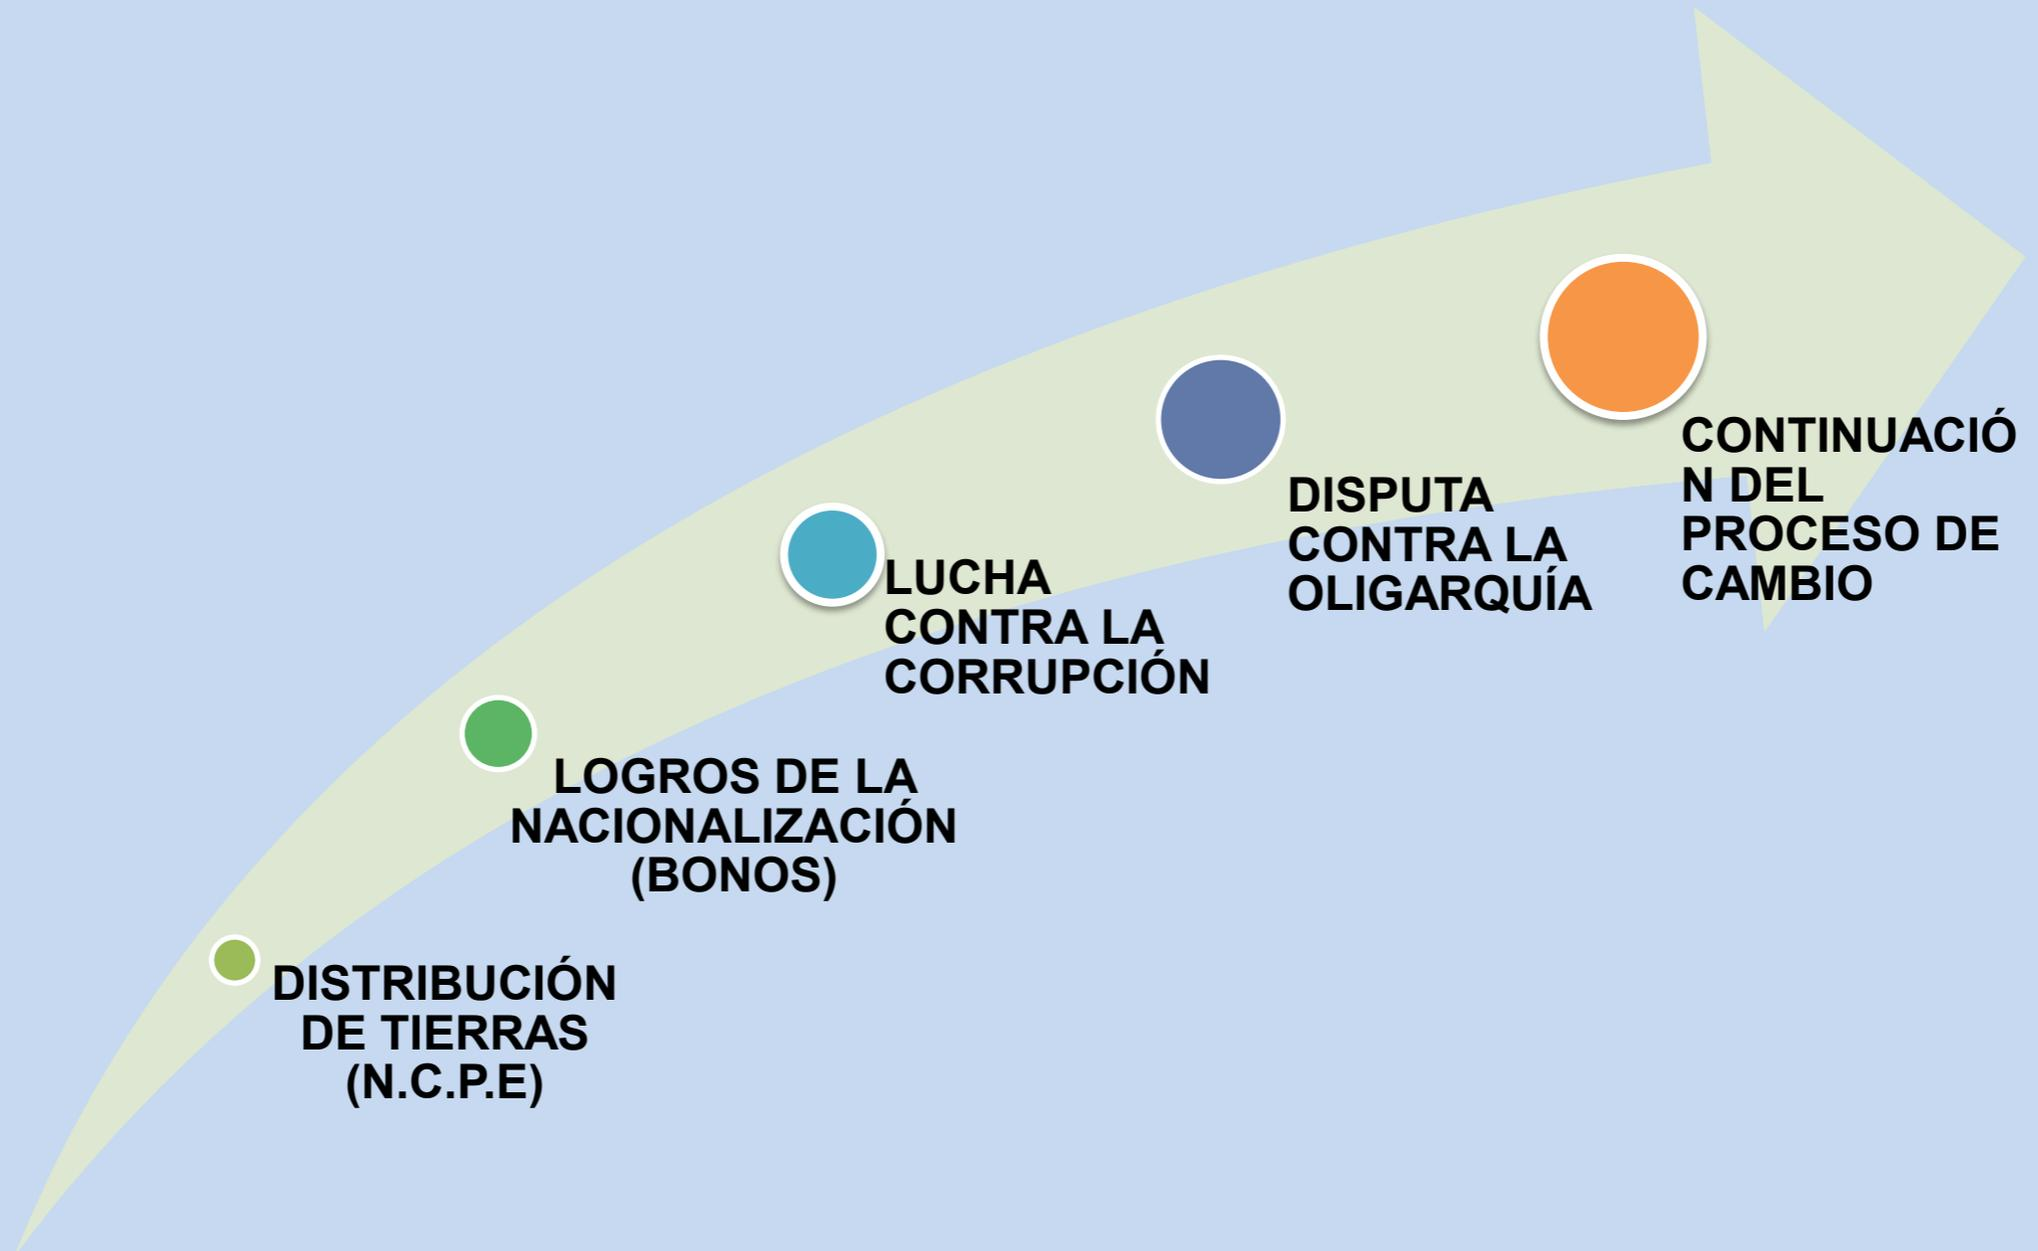 DISTRIBUCIÓN
DE TIERRAS
(N.C.P.E)
LOGROS DE LA
NACIONALIZACIÓN
(BONOS)
LUCHA
CONTRA LA
CORRUPCIÓN
DISPUTA
CONTRA LA
OLIGARQUÍA
CONTINUACIÓ
N DEL
PROCESO DE
CAMBIO